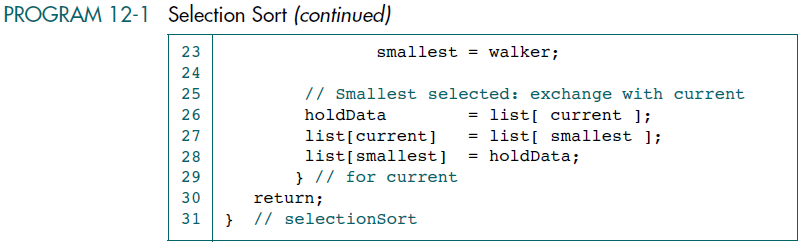 PROGRAM 12-1 Selection Sort (continued)
23 smallest = walker;
24
25 // Smallest selected: exchange with current
26 holdData = list[ current ];
27 list[current] = list[ smallest ];
28 list[smallest] = holdData;
29 } // for current
30 return;
31 } // selectionSort